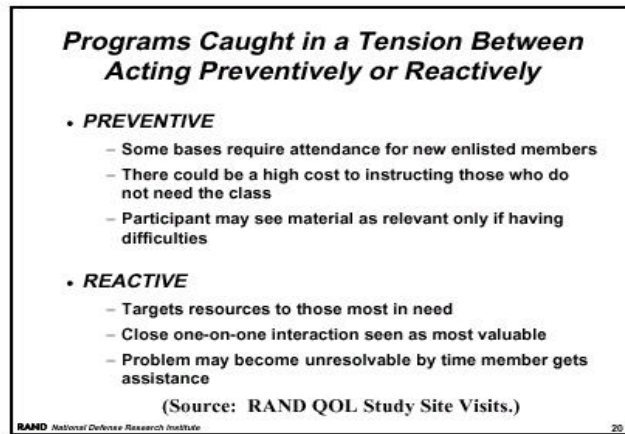 Programs Caught in a Tension Between
Acting Preventively or Reactively
• PREVENTIVE
– Some bases require attendance for new enlisted members
– There could be a high cost to instructing those who do
not need the class
– Participant may see material as relevant only if having
difficulties
• REACTIVE
– Targets resources to those most in need
– Close one-on-one interaction seen as most valuable
– Problem may become unresolvable by time member gets
assistance
(Source: RAND QOL Study Site Visits.)
RAND National Defense Research Institute 20